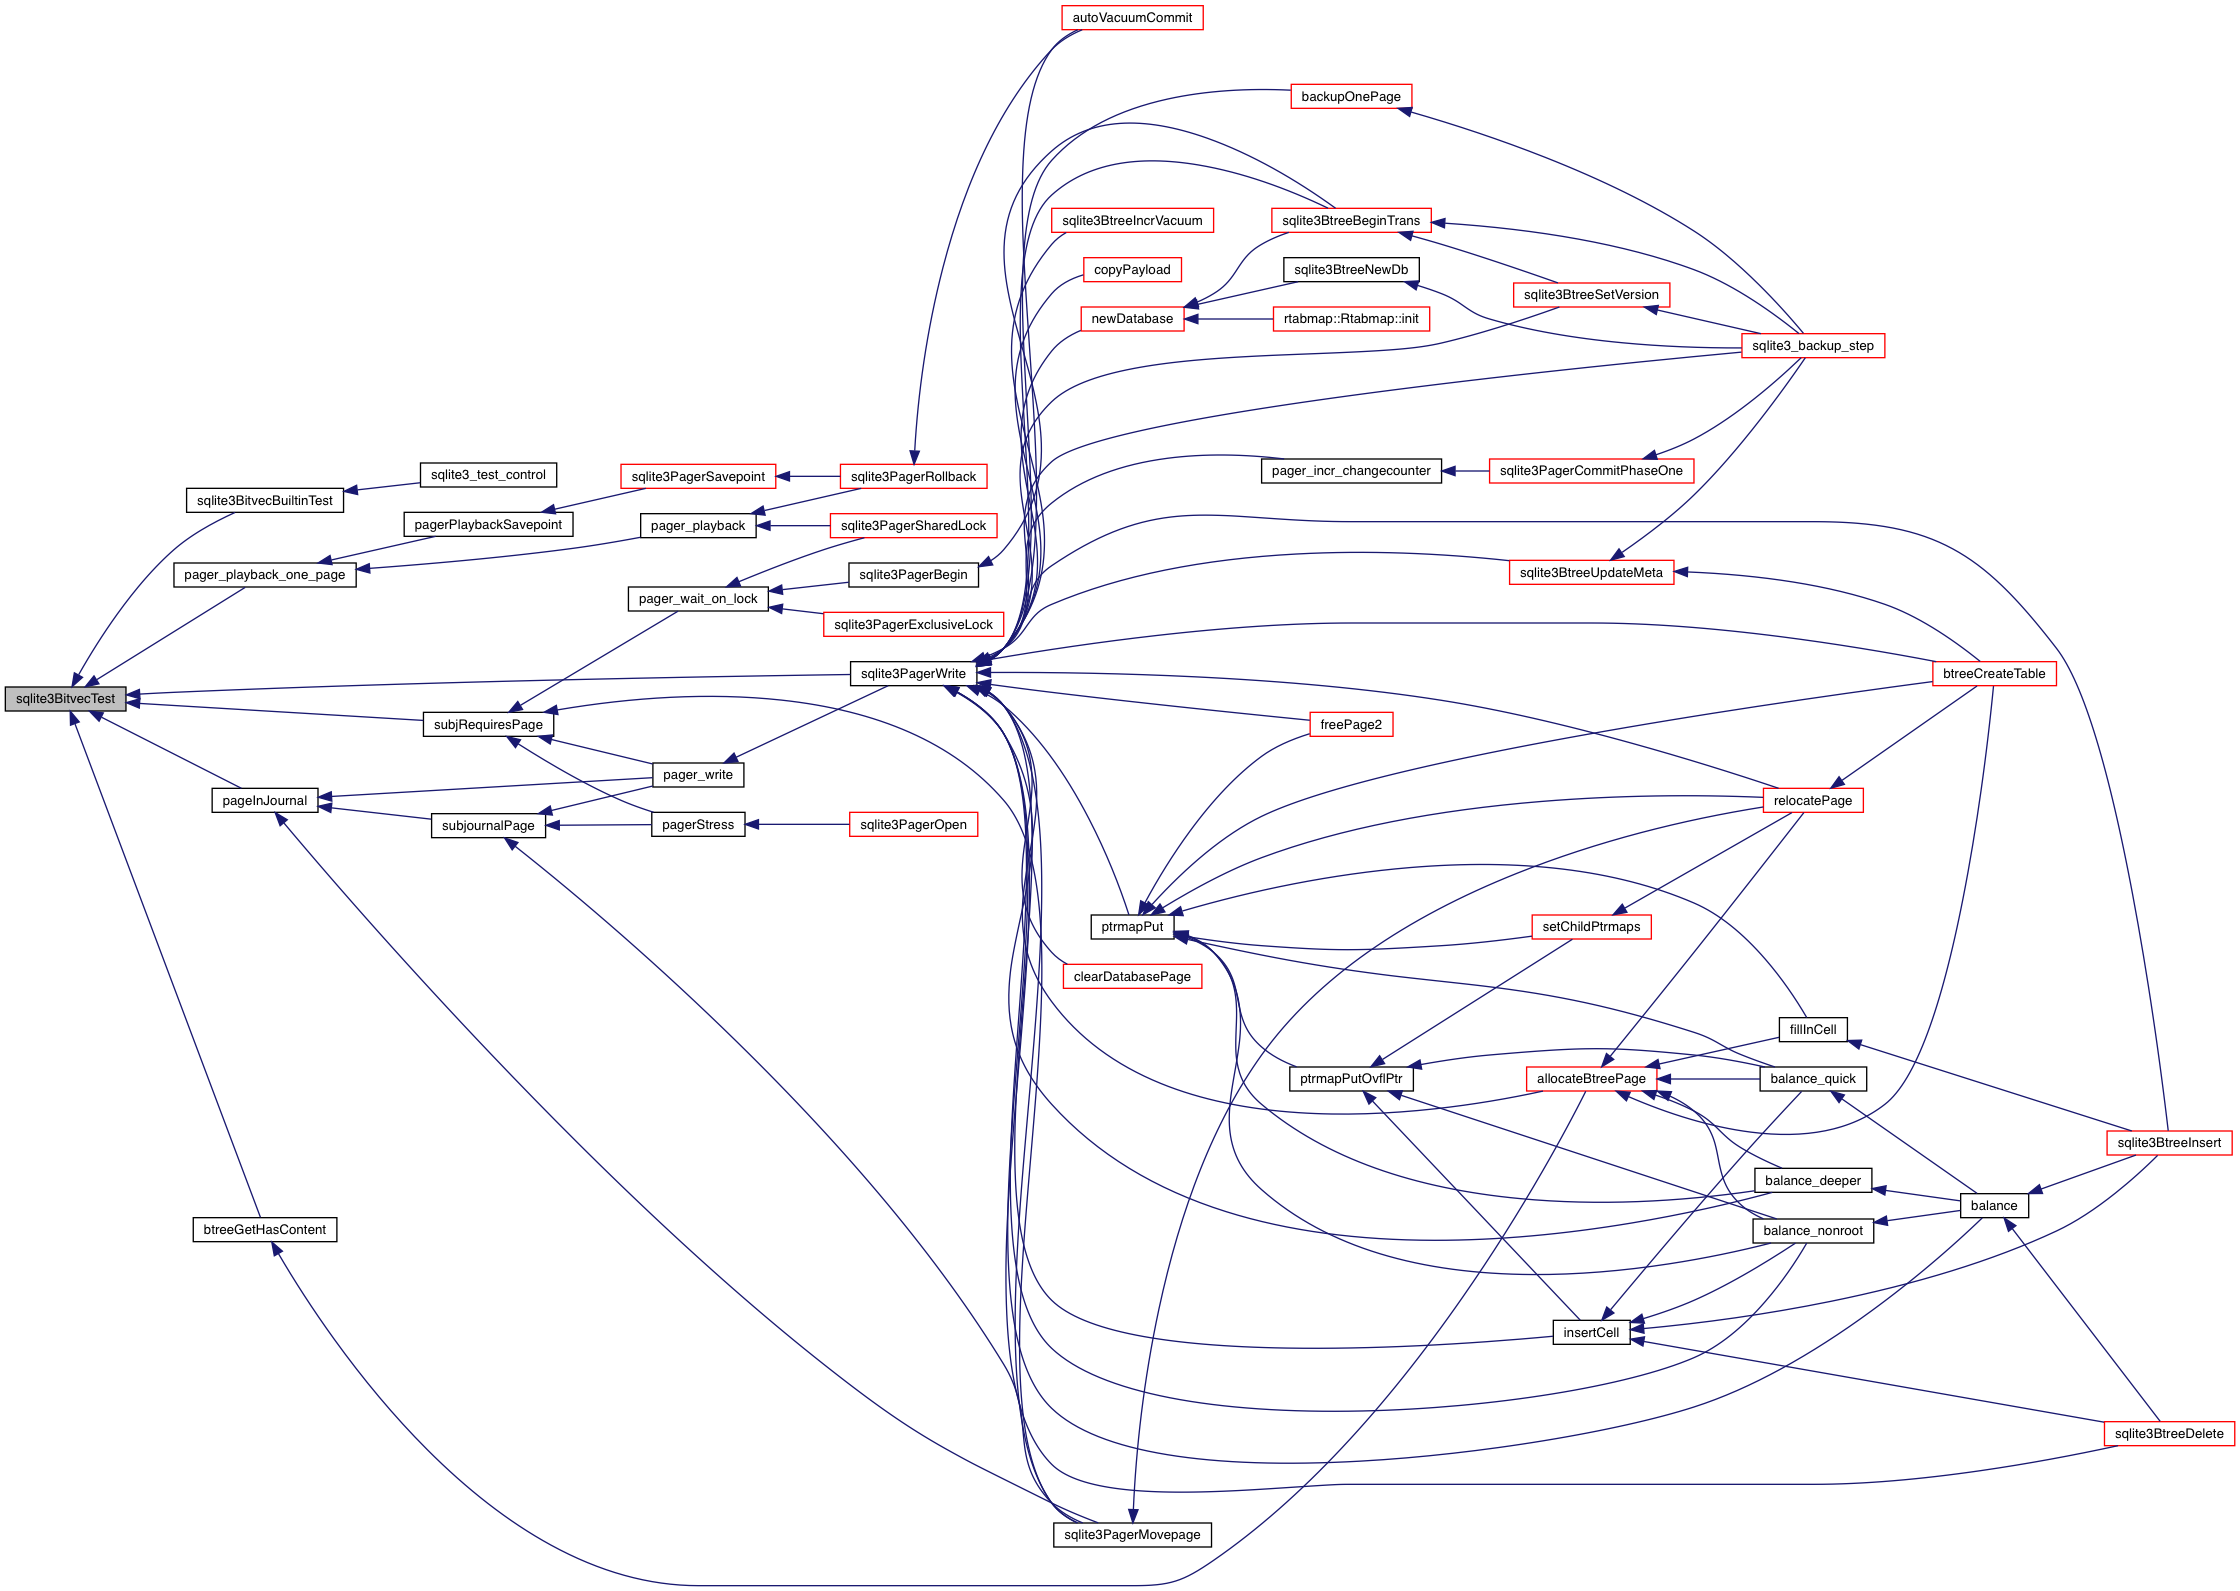 autoVacuumCommit
backupOnePage
sqlite3BtreeIncrVacuum
sqlite3BtreeBeginTrans
copyPayload
sqlite3BtreeNewDb
sqlite3BtreeSetVersion
newDatabase
rtabmap::Rtabmap::init
sqlite3_backup_step
sqlite3_test_control
sqlite3PagerSavepoint
sqlite3PagerRollback
pager_incr_changecounter
sqlite3PagerCommitPhaseOne
sqlite3BitvecBuiltinTest
pagerPlaybackSavepoint
pager_playback
sqlite3PagerSharedLock
pager_playback_one_page
sqlite3PagerBegin
sqlite3BtreeUpdateMeta
pager_wait_on_lock
sqlite3PagerExclusiveLock
sqlite3PagerWrite
btreeCreateTable
sqlite3BitvecTest
subjRequiresPage
freePage2
pager_write
pageInJournal
relocatePage
subjournalPage
pagerStress
sqlite3PagerOpen
ptrmapPut
setChildPtrmaps
clearDatabasePage
fillInCell
ptrmapPutOvflPtr
allocateBtreePage
balance_quick
sqlite3BtreeInsert
balance_deeper
balance
btreeGetHasContent
balance_nonroot
insertCell
sqlite3BtreeDelete
sqlite3PagerMovepage